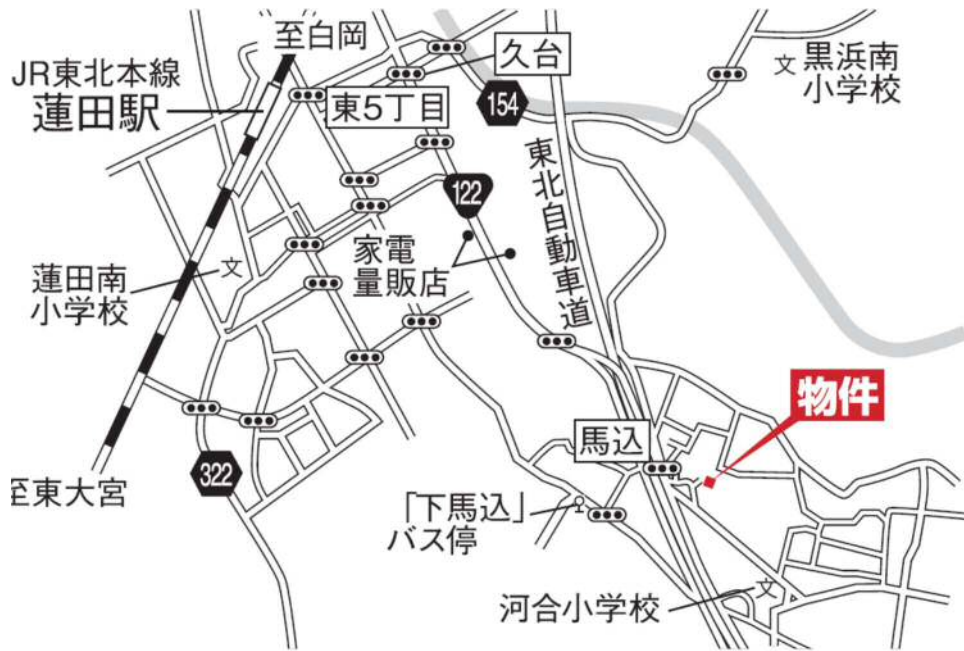 至白岡
JR東北本線
蓮田駅
久台
東5丁目
154
文
黒浜南
小学校
122
東北自動車道
家電
量販店
蓮田南
小学校
文
物件
馬込
322
至東大宮
「下馬込」
バス停
河合小学校
文